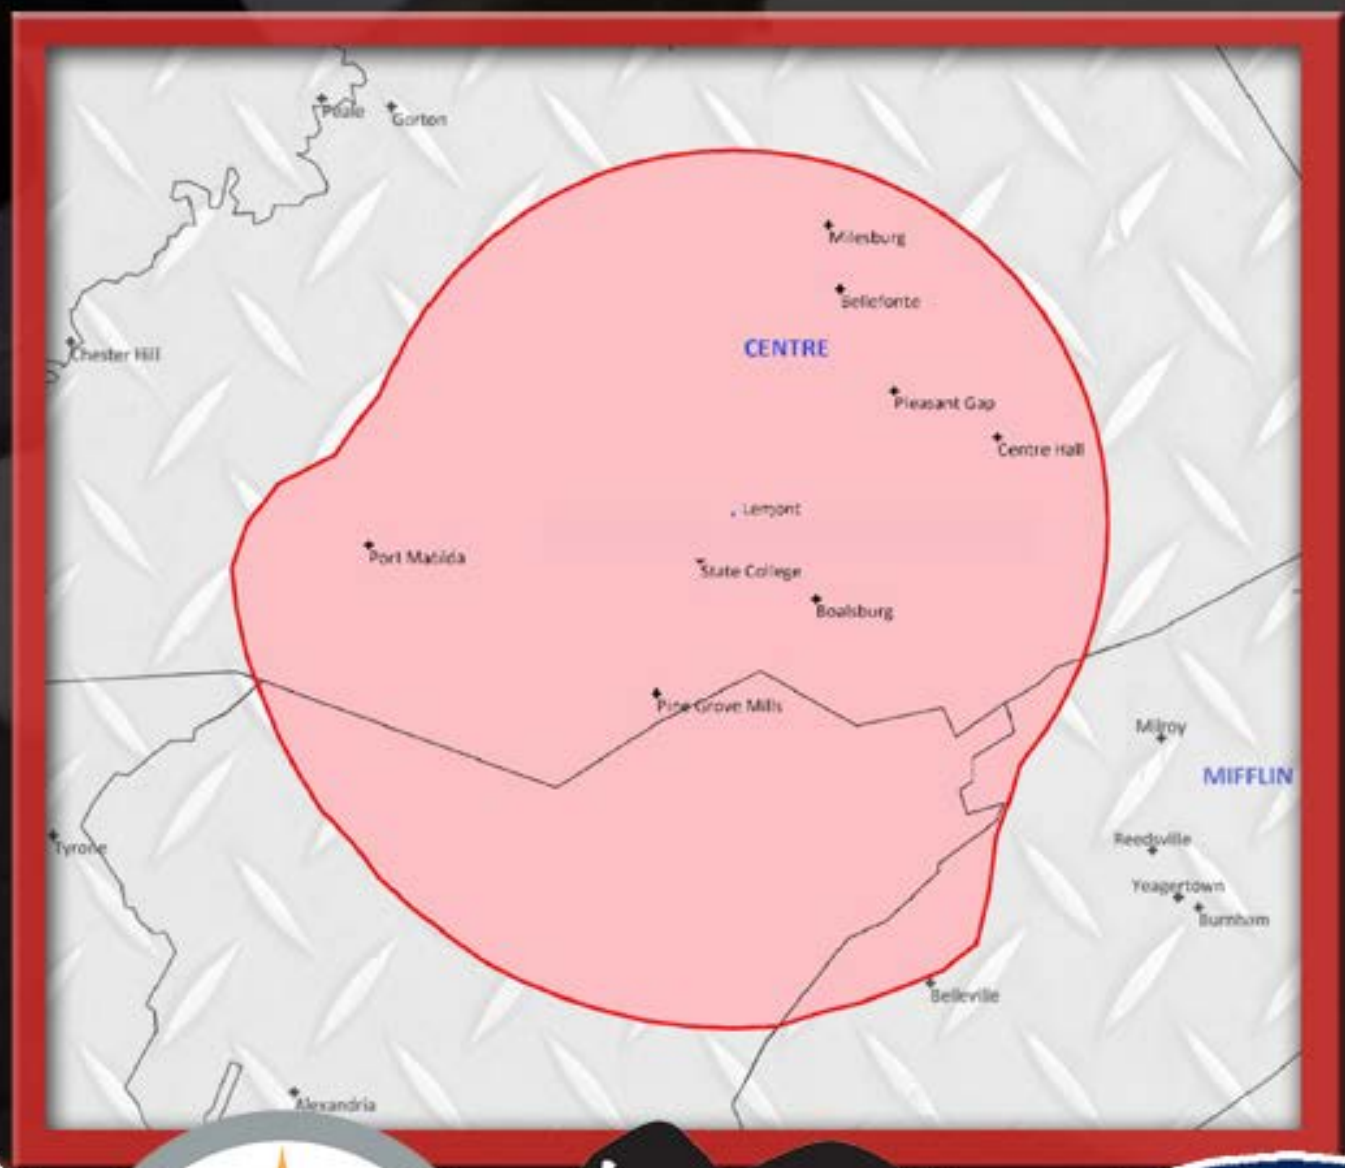 Peale
Gorton
Milesburg
Bellefonte
CENTRE
Chester Hill
Pleasant Gap
Centre Hall
Lemont
Port Matilda
State College
Boalsburg
Pine Grove Mills
Milroy
MIFFLIN
Tyrone
Reedsville
Yeagertown
Burnham
Belleville
Alexandria